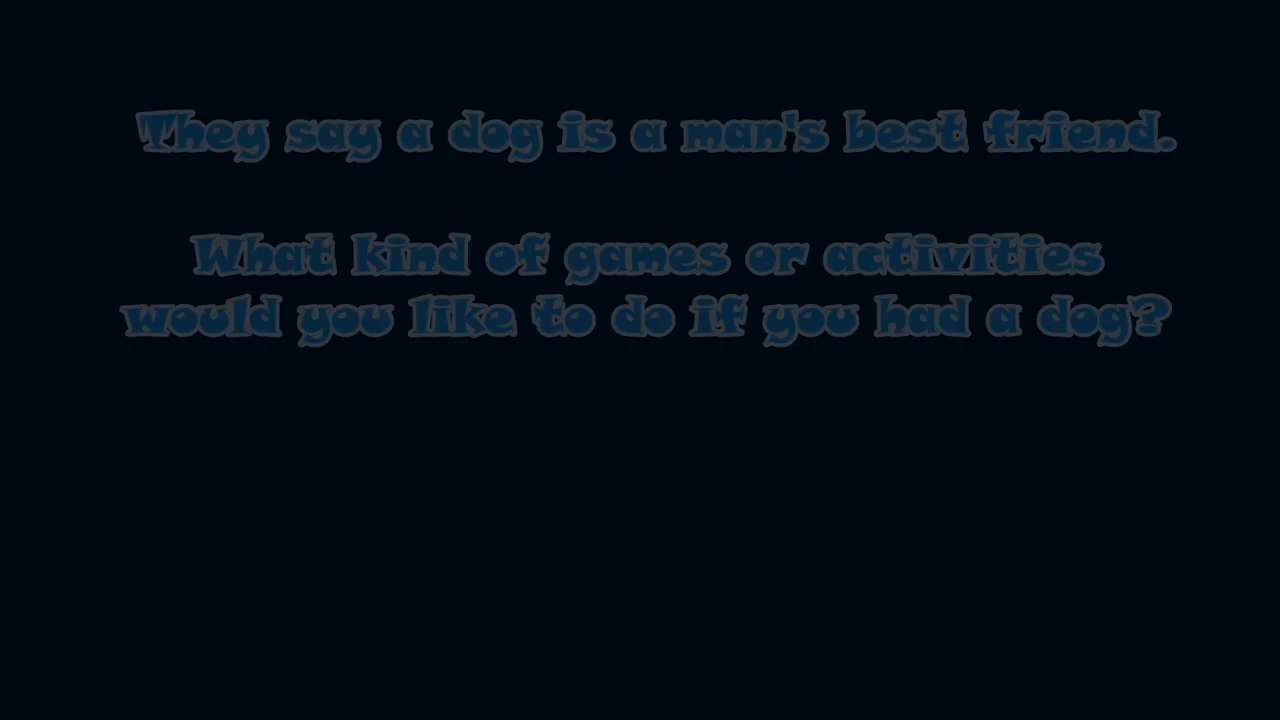 They say a dog is a man's best friend.
What kind of games or activities
would you like to do if you had a dog?